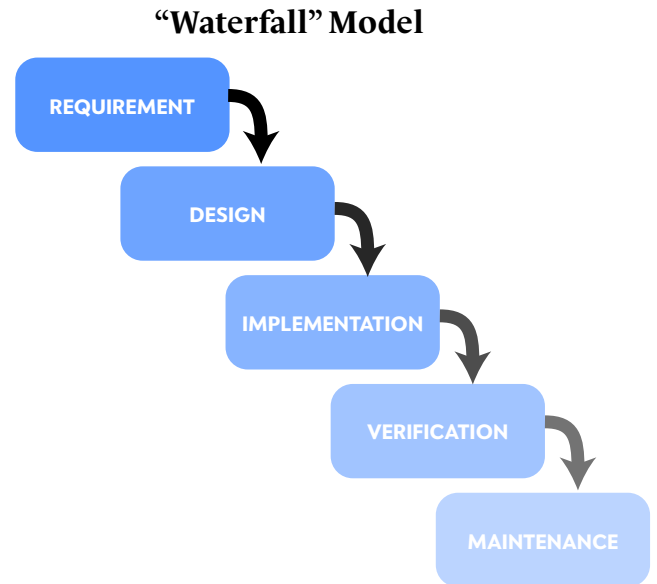 “Waterfall” Model
REQUIREMENT
DESIGN
IMPLEMENTATION
VERIFICATION
MAINTENANCE